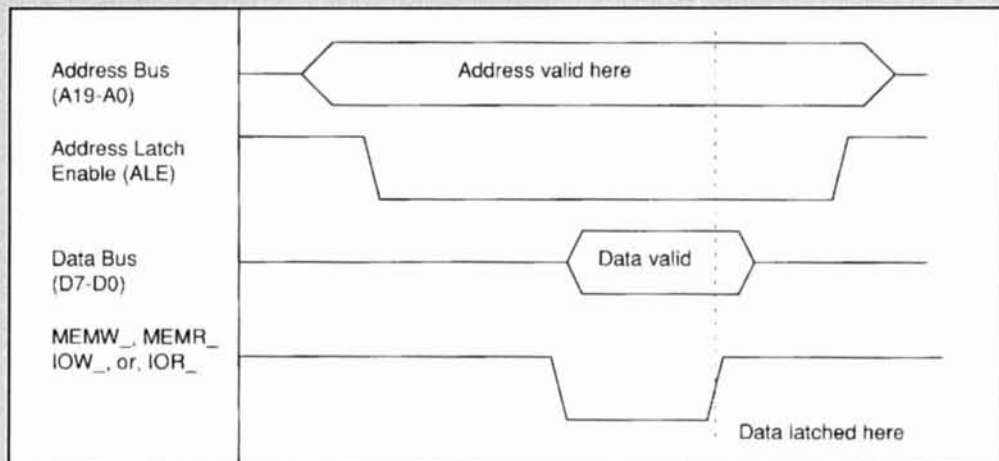 Address Bus
(A19-A0)
Address valid here
Address Latch
Enable (ALE)
Data Bus
(D7-D0)
Data valid
MEMW_, MEMR_
IOW_, or, IOR_
Data latched here